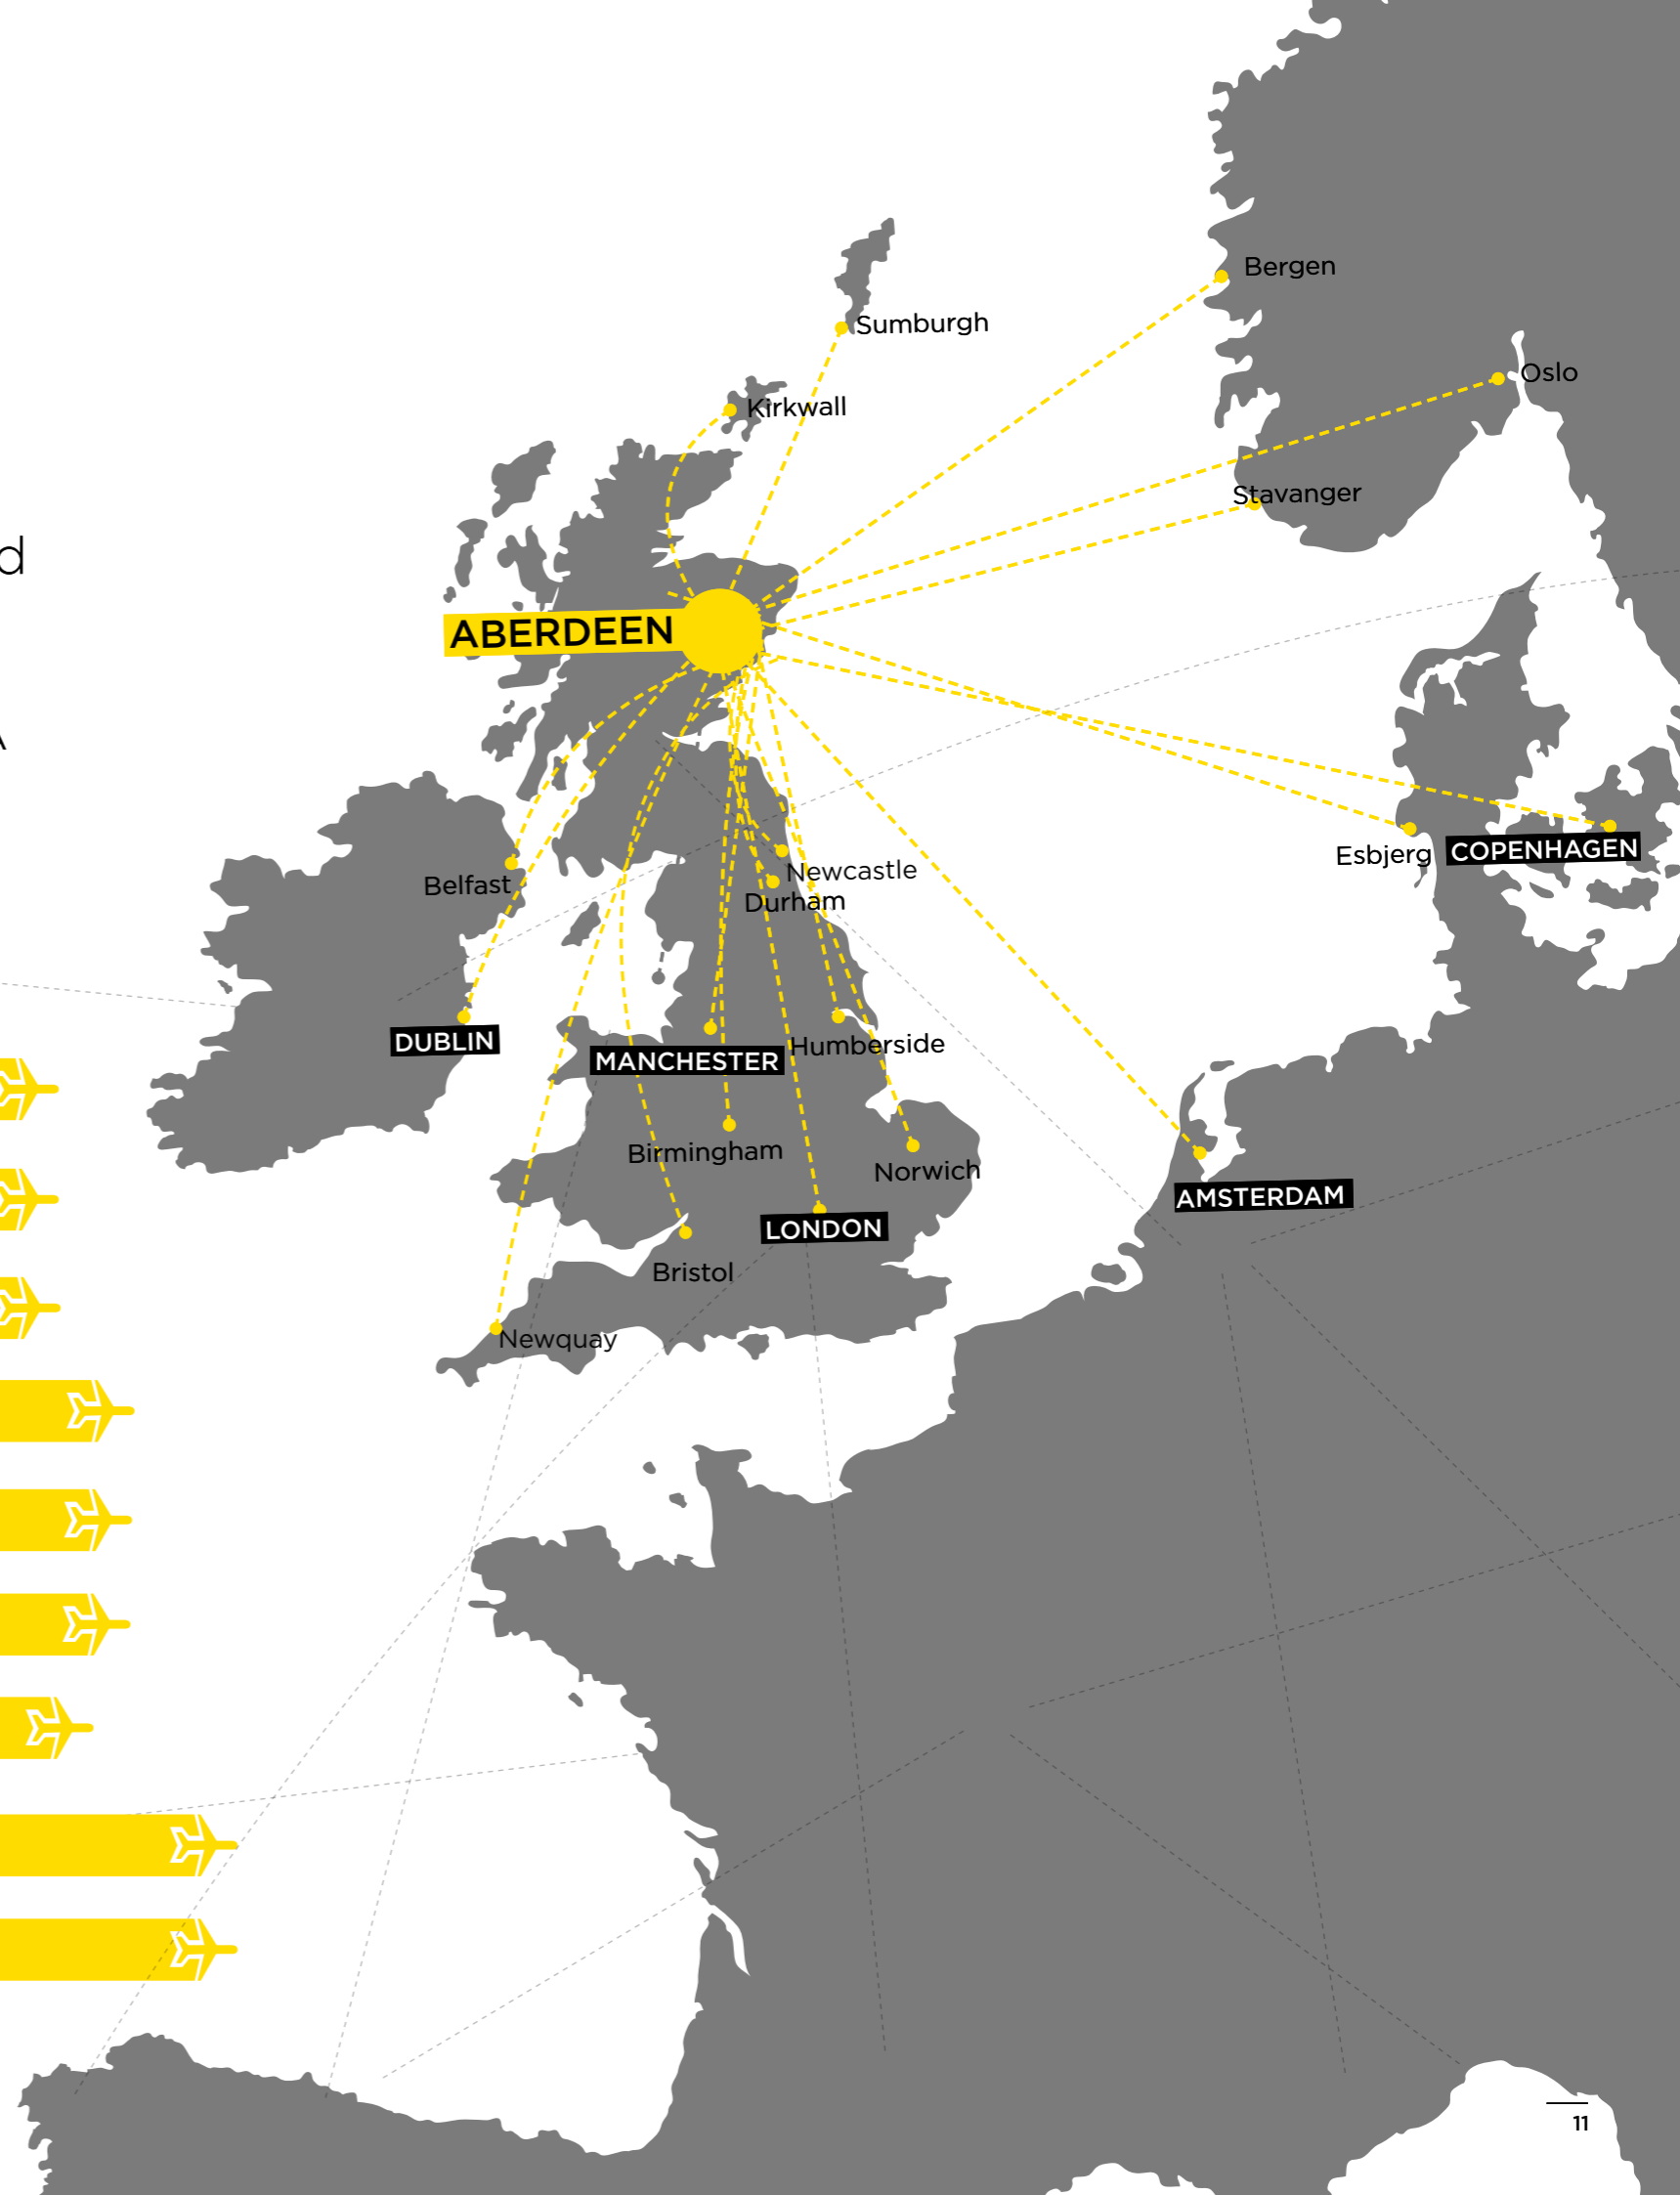 Bergen
Sumburgh
Oslo
Kirkwall
Stavanger
d
ABERDEEN
A
Esbjerg
COPENHAGEN
Newcastle
Belfast
Durham
DUBLIN
Humberside
MANCHESTER
Birmingham
Norwich
AMSTERDAM
LONDON
Bristol
Newquay
11